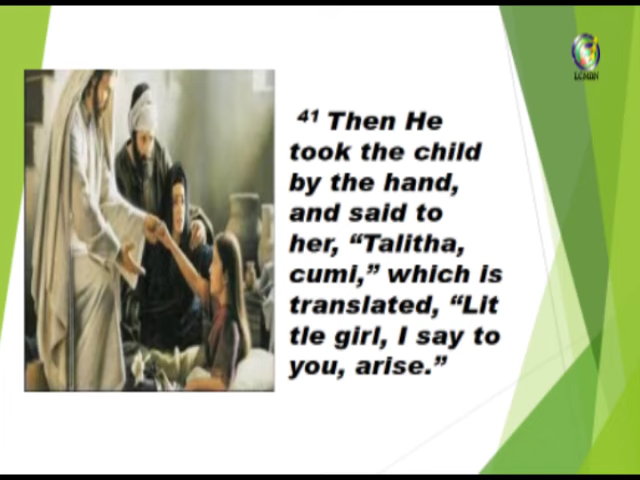 41 Then He
took the child
by the hand,
and said to
her, “Talitha,
cumi,” which is
translated, “Lit
tle girl, I say to
you, arise.”